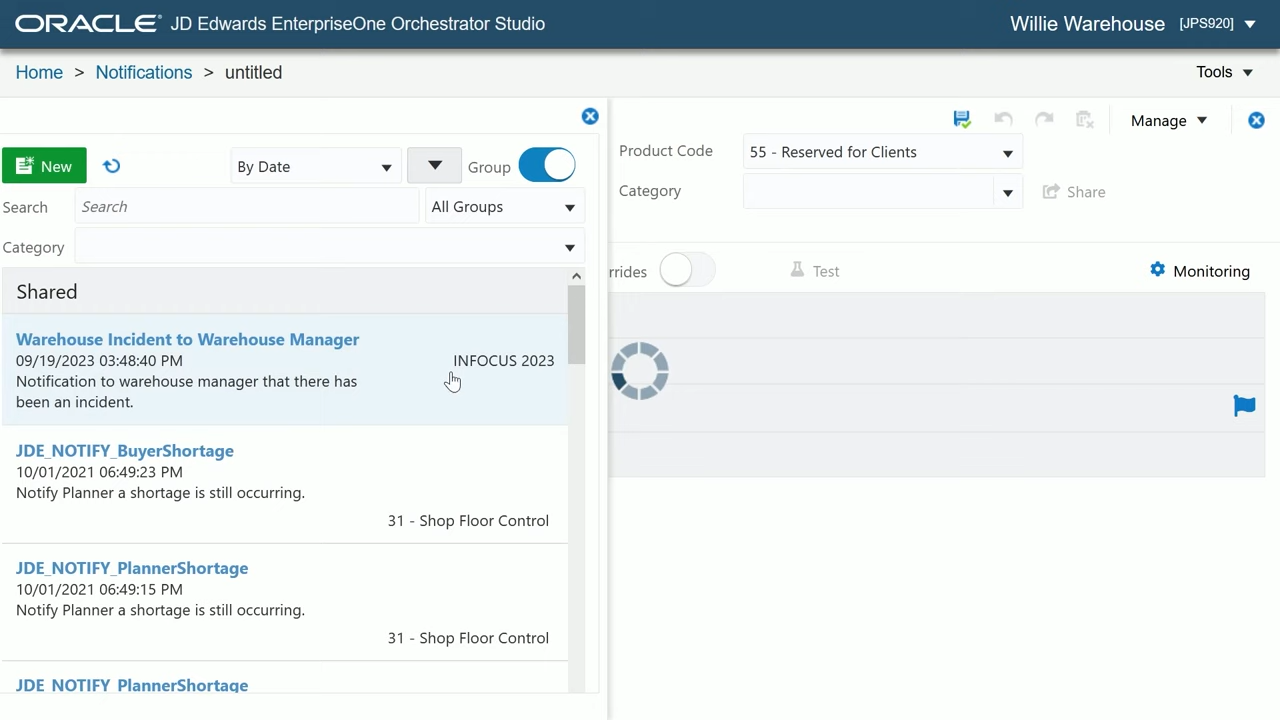 ORACLE® JD Edwards EnterpriseOne Orchestrator Studio
Willie Warehouse [JPS920]
Home > Notifications > untitled
Tools
Manage
New
By Date
Group
Search Search All Groups
Category
Shared
Warehouse Incident to Warehouse Manager
09/19/2023 03:48:40 PM
INFOCUS 2023
Notification to warehouse manager that there has
been an incident.
JDE_NOTIFY_BuyerShortage
10/01/2021 06:49:23 PM
Notify Planner a shortage is still occurring.
31 - Shop Floor Control
JDE_NOTIFY_PlannerShortage
10/01/2021 06:49:15 PM
Notify Planner a shortage is still occurring.
31 - Shop Floor Control
JDE_NOTIFY_PlannerShortage
Product Code 55 - Reserved for Clients
Category
Share
rrides
Test
Monitoring